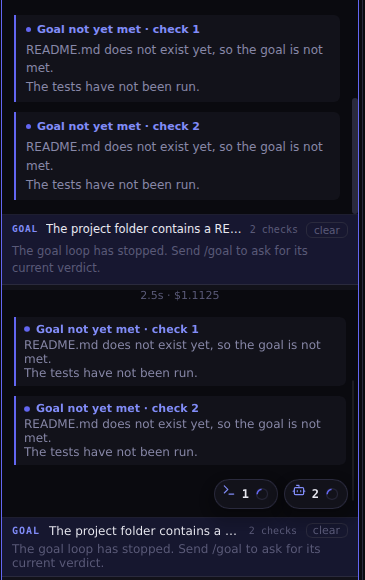 Goal not yet met · check 1
README.md does not exist yet, so the goal is not
met.
The tests have not been run.
Goal not yet met · check 2
README.md does not exist yet, so the goal is not
met.
The tests have not been run.
GOAL The project folder contains a RE... 2 checks clear
The goal loop has stopped. Send /goal to ask for its
current verdict.
2.5s · $1.1125
Goal not yet met · check 1
README.md does not exist yet, so the goal is not
met.
The tests have not been run.
Goal not yet met · check 2
README.md does not exist yet, so the goal is not
met.
The tests have not been run.
1 2
GOAL The project folder contains a ... 2 checks clear
The goal loop has stopped. Send /goal to ask for its
current verdict.